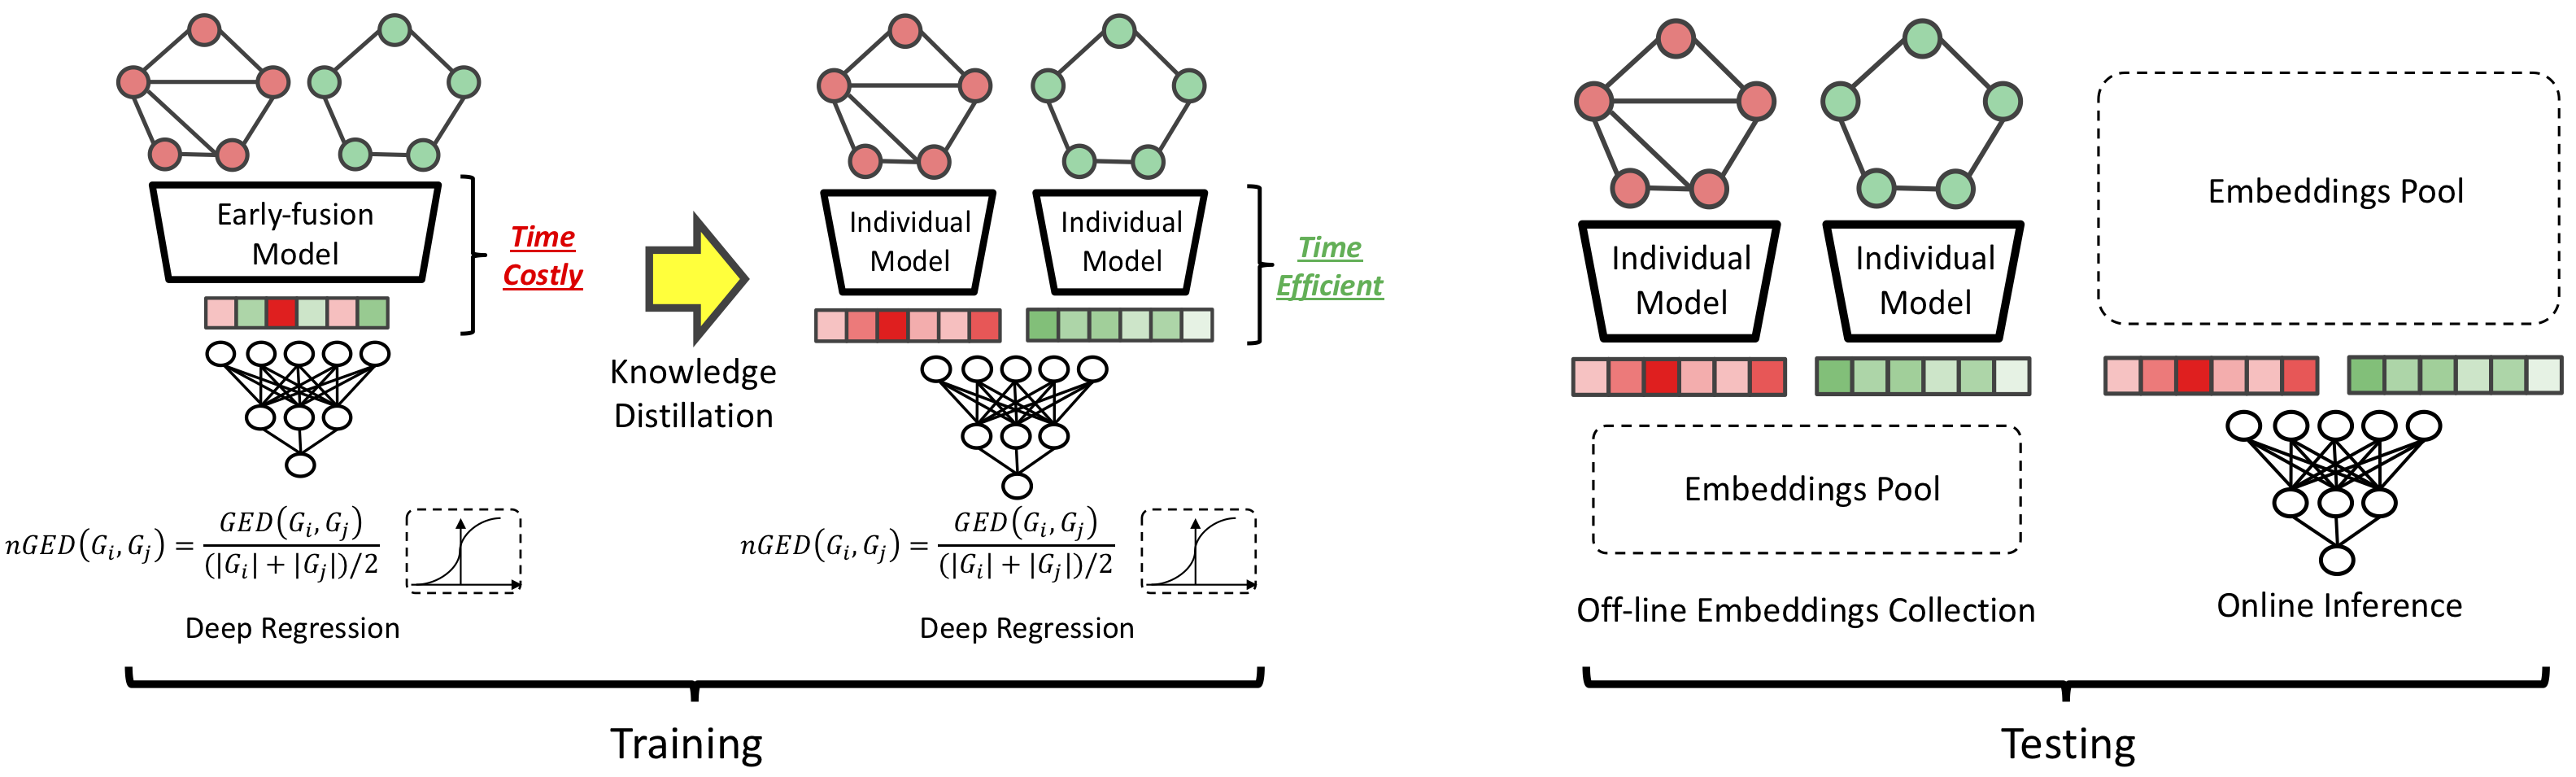 Early-fusion
Model
Time
Costly
Knowledge
Distillation
Individual
Model
Individual
Model
Time
Efficient
nGED(G_i, G_j) = GED(G_i, G_j) / (|G_i| + |G_j|)/2
Deep Regression
nGED(G_i, G_j) = GED(G_i, G_j) / (|G_i| + |G_j|)/2
Deep Regression
Training
Individual
Model
Individual
Model
Embeddings Pool
Off-line Embeddings Collection
Embeddings Pool
Online Inference
Testing